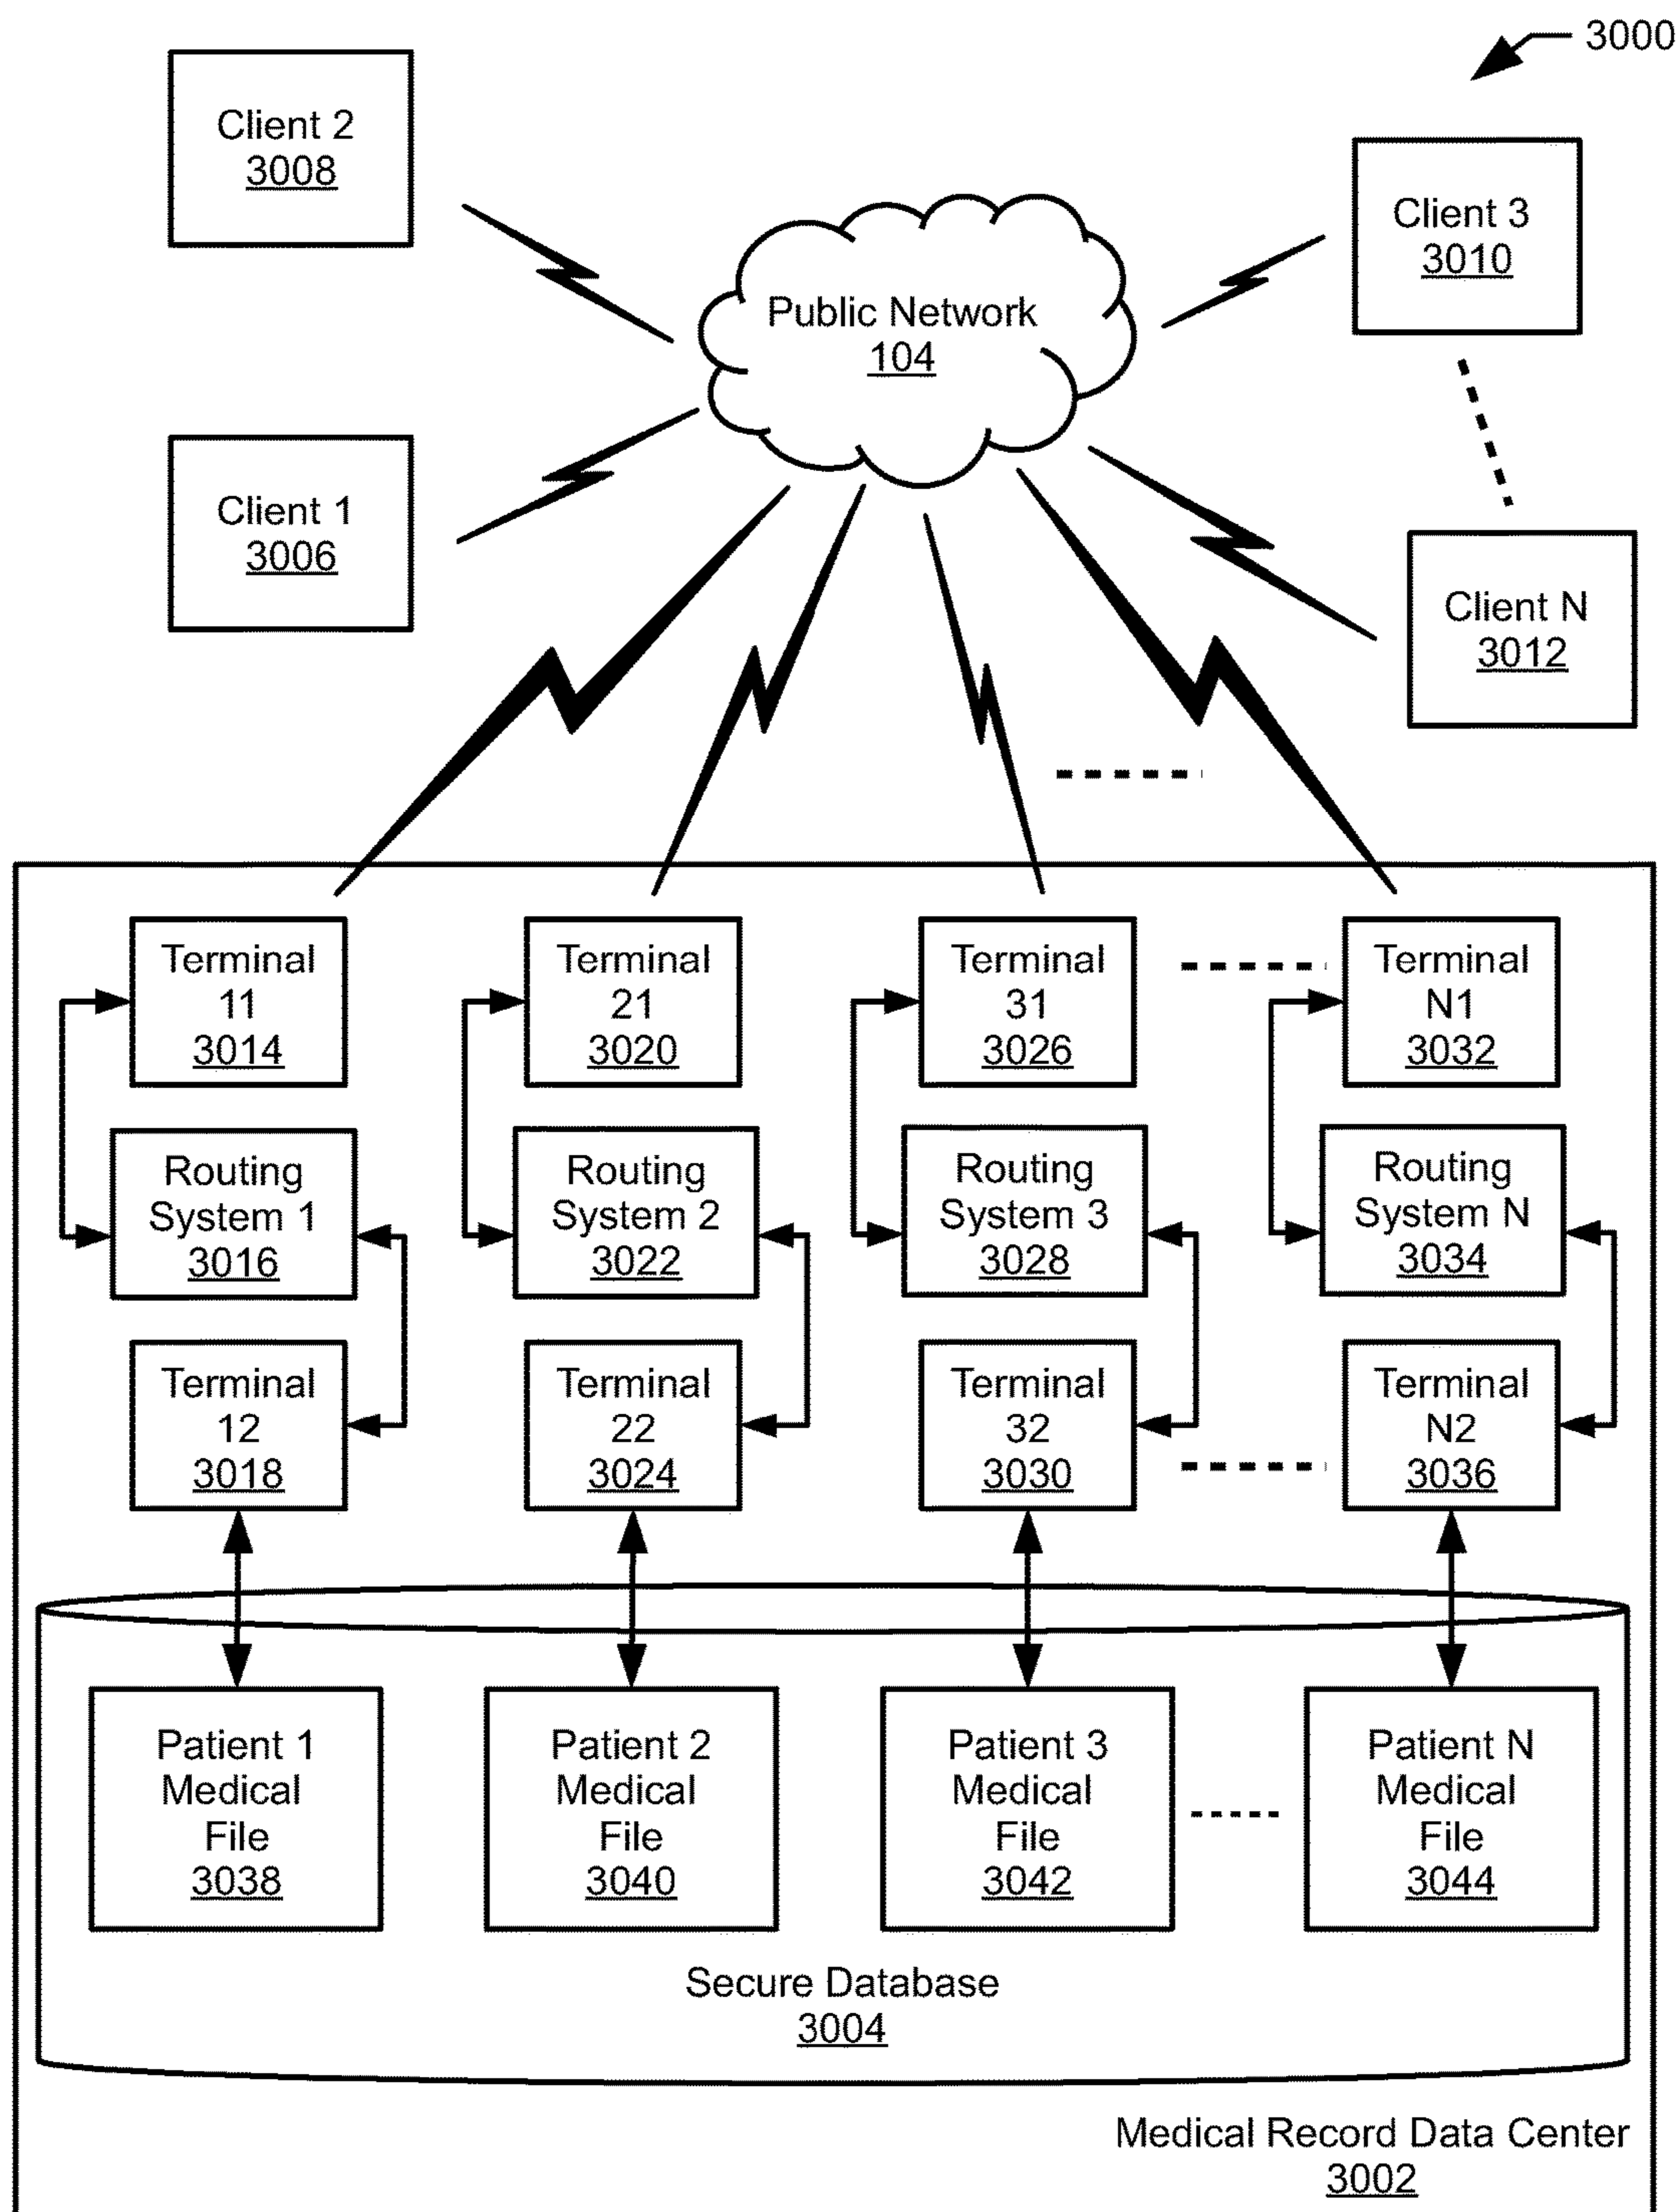 3000
Client 2
3008
Client 3
3010
Public Network
104
Client 1
3006
Client N
3012
Terminal
11
3014
Terminal
21
3020
Terminal
31
3026
Terminal
N1
3032
Routing
System 1
3016
Routing
System 2
3022
Routing
System 3
3028
Routing
System N
3034
Terminal
12
3018
Terminal
22
3024
Terminal
32
3030
Terminal
N2
3036
Patient 1
Medical
File
3038
Patient 2
Medical
File
3040
Patient 3
Medical
File
3042
Patient N
Medical
File
3044
Secure Database
3004
Medical Record Data Center
3002